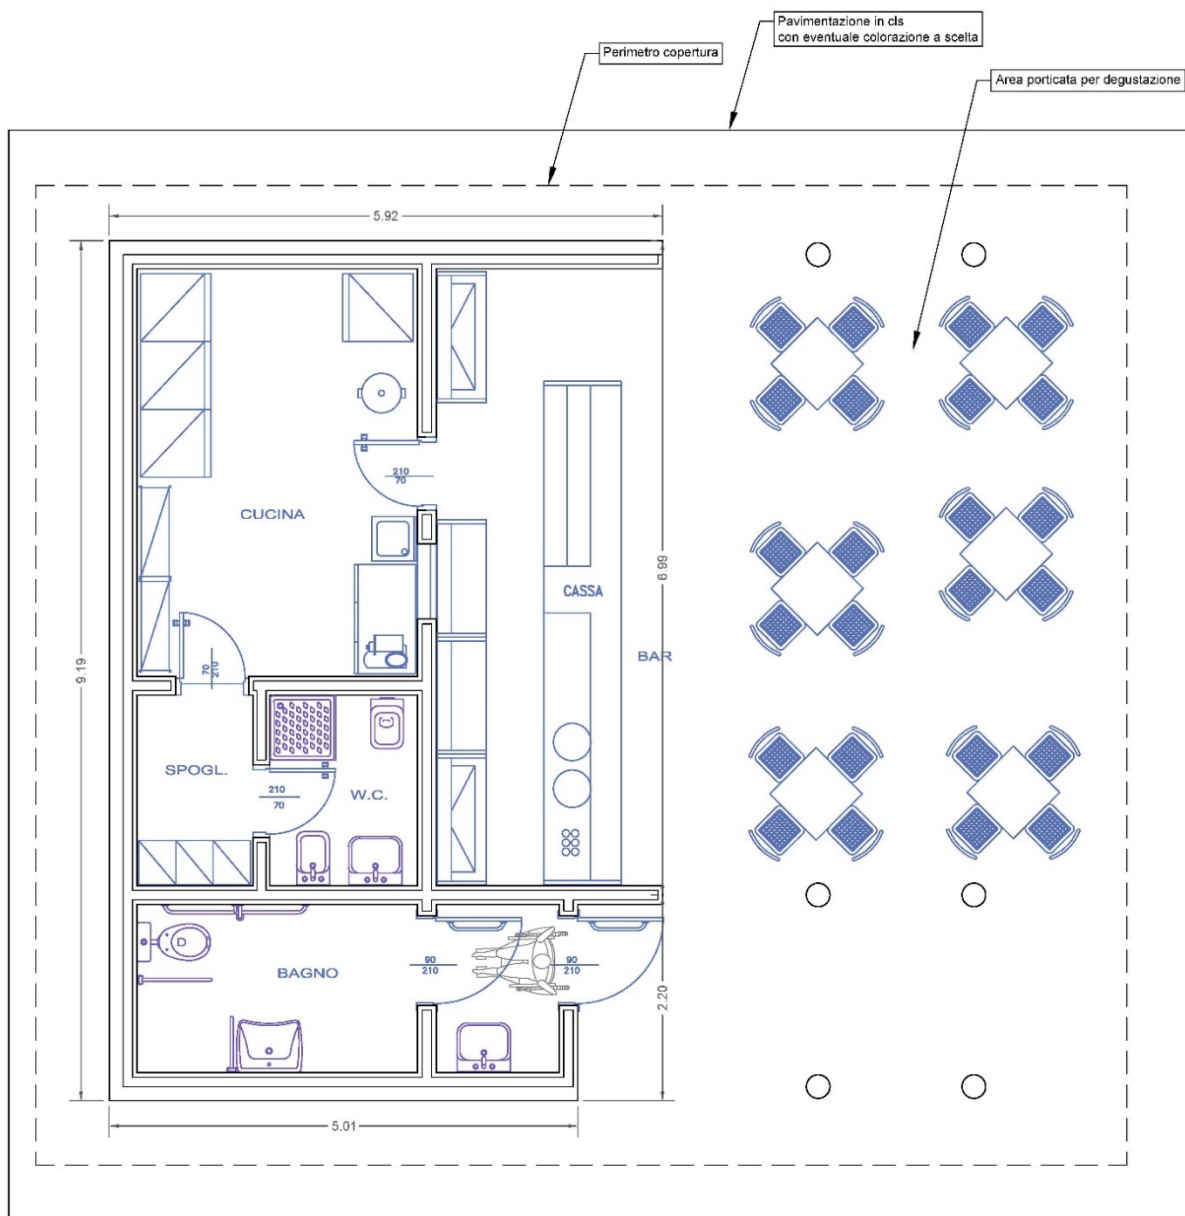 Pavimentazione in cls
con eventuale colorazione a scelta
Perimetro copertura
Area porticata per degustazione
5.92
210
70
CUCINA
CASSA
6.99
BAR
9.19
70
210
SPOGL.
210
70
W.C.
BAGNO
90
210
90
210
2.20
5.01